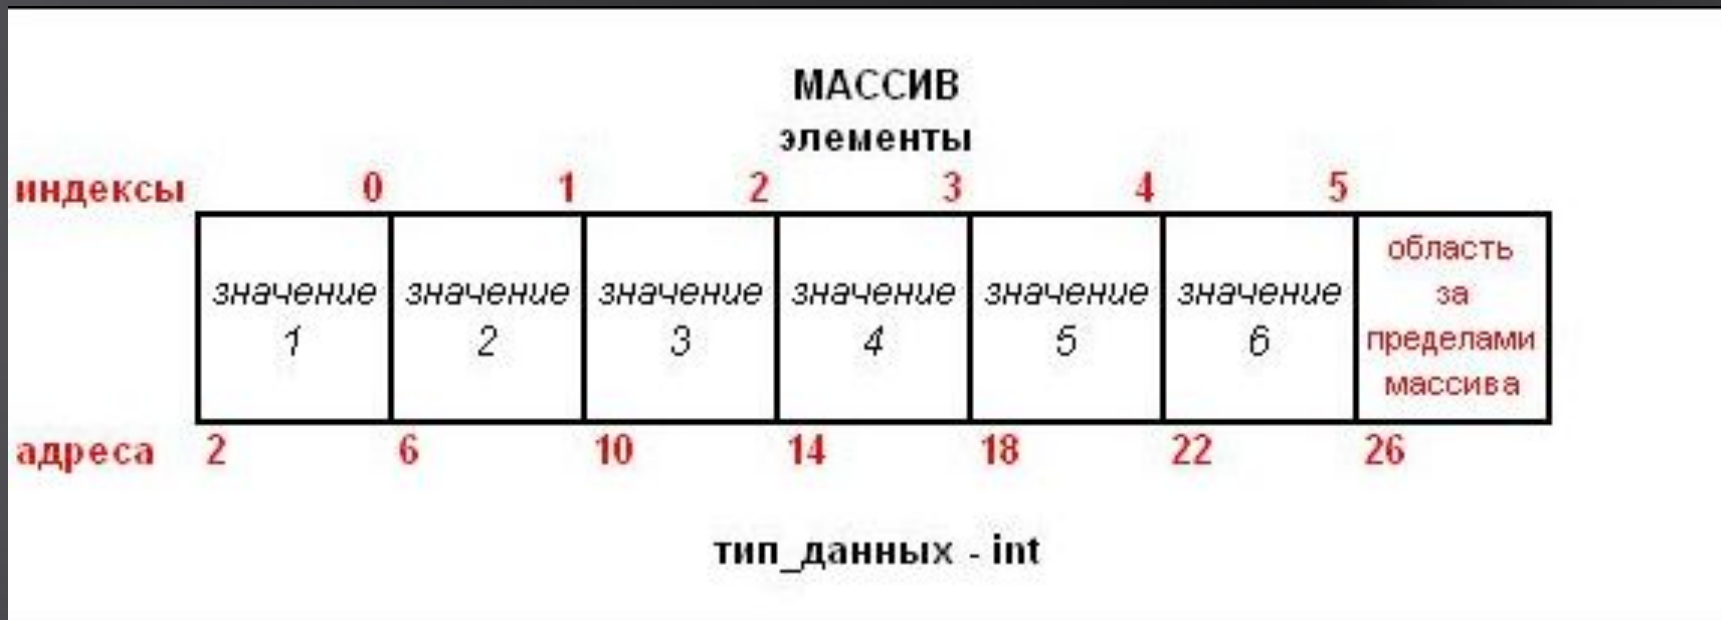 МАССИВ
элементы
индексы 0 1 2 3 4 5
значение 1
значение 2
значение 3
значение 4
значение 5
значение 6
область
за
пределами
массива
адреса 2 6 10 14 18 22 26
тип_данных - int